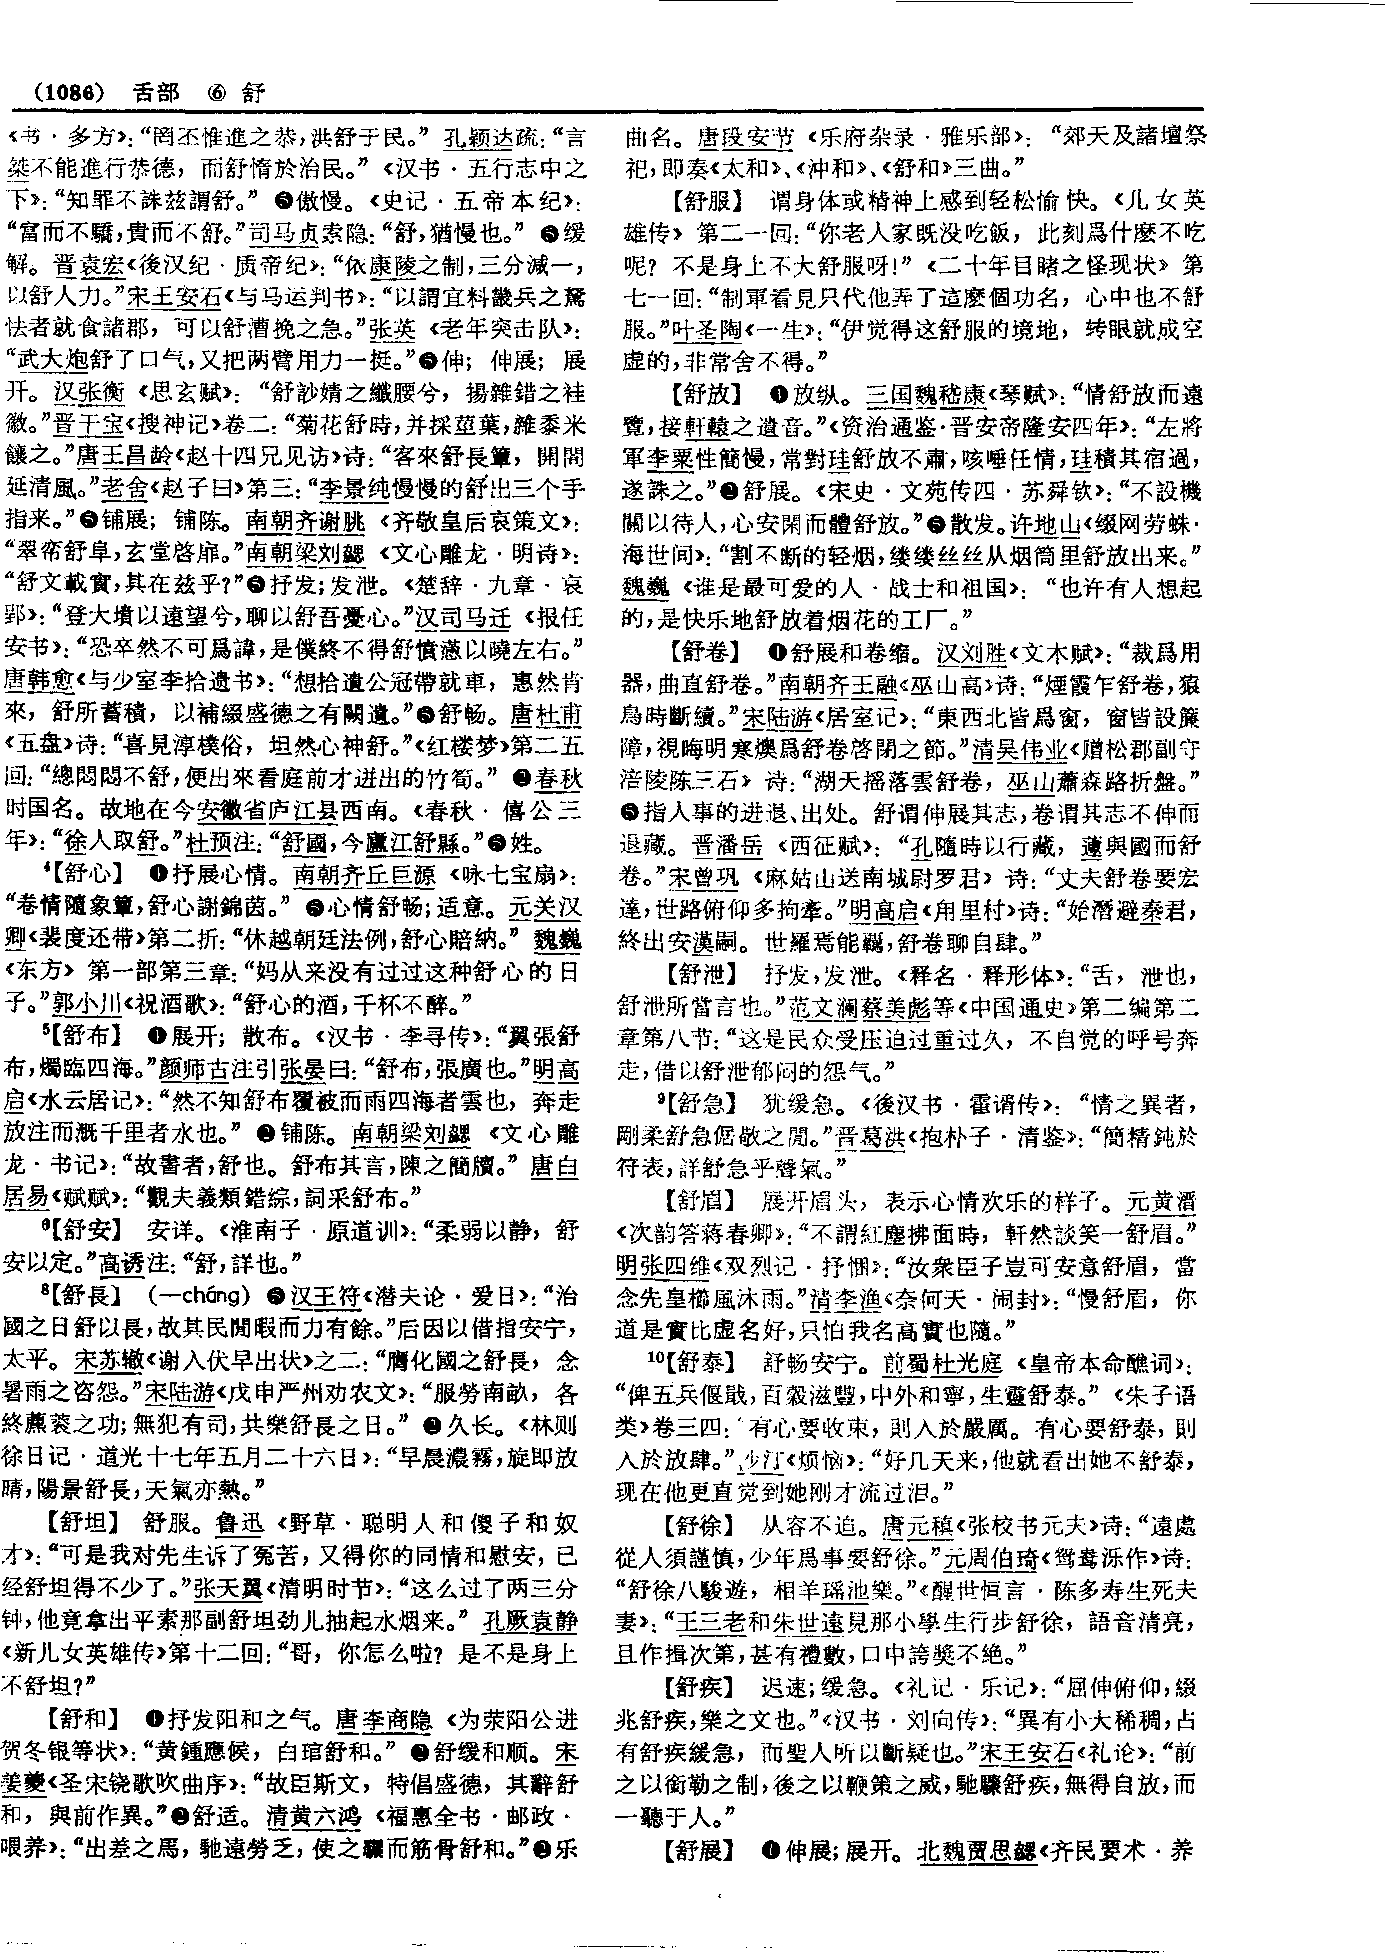 (1086) 舌部 ⑥ 舒
《书·多方》：“罔丕惟進之恭，洪舒于民。” 孔颖达疏：“言
桀不能進行恭德，而舒惰於治民。”《汉书·五行志中之
下》：“知罪不誅兹謂舒。” ❺傲慢。《史记·五帝本纪》：
“富而不驕，貴而不舒。”司马贞索隐：“舒，猶慢也。” ❻缓
解。晋袁宏《後汉纪·质帝纪》：“依康陵之制，三分減一，
以舒人力。”宋王安石《与马运判书》：“以謂宜料畿兵之駑
怯者就食諸郡，可以舒漕挽之急。”张英《老年突击队》：
“武大炮舒了口气，又把两臂用力一挺。”❺伸；伸展；展
开。汉张衡《思玄赋》：“舒訬婧之纖腰兮，揚雜錯之袿
徽。”晋干宝《搜神记》卷二：“菊花舒時，并採莖葉，雜黍米
饟之。”唐王昌龄《赵十四兄见访》诗：“客來舒長簟，開閤
延清風。”老舍《赵子曰》第三：“李景纯慢慢的舒出三个手
指来。”❺铺展；铺陈。南朝齐谢朓《齐敬皇后哀策文》：
“翠帟舒阜，玄堂啓扉。”南朝梁刘勰《文心雕龙·明诗》：
“舒文載實，其在兹乎？”❺抒发；发泄。《楚辞·九章·哀
郢》：“登大墳以遠望兮，聊以舒吾憂心。”汉司马迁《报任
安书》：“恐卒然不可爲諱，是僕終不得舒憤懣以曉左右。”
唐韩愈《与少室李拾遗书》：“想拾遺公冠帶就車，惠然肯
來，舒所蓄積，以補綴盛德之有闕遺。”❺舒畅。唐杜甫
《五盘》诗：“喜見淳樸俗，坦然心神舒。”《红楼梦》第二五
回：“總悶悶不舒，便出來看庭前才迸出的竹筍。” ❷春秋
时国名。故地在今安徽省庐江县西南。《春秋·僖公三
年》：“徐人取舒。”杜预注：“舒國，今廬江舒縣。”❺姓。
⁴【舒心】 ❶抒展心情。南朝齐丘巨源《咏七宝扇》：
“卷情隨象簟，舒心謝錦茵。” ❺心情舒畅；适意。元关汉
卿《裴度还带》第二折：“休越朝廷法例，舒心賠納。” 魏巍
《东方》第一部第三章：“妈从来没有过过这种舒心的日
子。”郭小川《祝酒歌》：“舒心的酒，千杯不醉。”
⁵【舒布】 ❶展开；散布。《汉书·李寻传》：“翼張舒
布，燭臨四海。”颜师古注引张晏曰：“舒布，張廣也。”明高
启《水云居记》：“然不知舒布覆被而雨四海者雲也，奔走
放注而溉千里者水也。” ❷铺陈。南朝梁刘勰《文心雕
龙·书记》：“故書者，舒也。舒布其言，陳之簡牘。” 唐白
居易《赋赋》：“觀夫義類錯綜，詞采舒布。”
⁶【舒安】 安详。《淮南子·原道训》：“柔弱以静，舒
安以定。”高诱注：“舒，詳也。”
⁸【舒長】 (—cháng) ❺汉王符《潜夫论·爱日》：“治
國之日舒以長，故其民閒暇而力有餘。”后因以借指安宁，
太平。宋苏辙《谢入伏早出状》之二：“膺化國之舒長，念
暑雨之咨怨。”宋陆游《戊申严州劝农文》：“服勞南畝，各
終藨蔉之功；無犯有司，共樂舒長之日。” ❷久长。《林则
徐日记·道光十七年五月二十六日》：“早晨濃霧，旋即放
晴，陽景舒長，天氣亦熱。”
【舒坦】 舒服。鲁迅《野草·聪明人和傻子和奴
才》：“可是我对先生诉了冤苦，又得你的同情和慰安，已
经舒坦得不少了。”张天翼《清明时节》：“这么过了两三分
钟，他竟拿出平素那副舒坦劲儿抽起水烟来。” 孔厥袁静
《新儿女英雄传》第十二回：“哥，你怎么啦？是不是身上
不舒坦？”
【舒和】 ❶抒发阳和之气。唐李商隐《为荥阳公进
贺冬银等状》：“黄鍾應候，白琯舒和。” ❷舒缓和顺。宋
姜夔《圣宋铙歌吹曲序》：“故臣斯文，特倡盛德，其辭舒
和，與前作異。”❷舒适。清黄六鸿《福惠全书·邮政·
喂养》：“出差之馬，馳遠勞乏，使之驟而筋骨舒和。”❷乐
曲名。唐段安节《乐府杂录·雅乐部》：“郊天及諸壇祭
祀，即奏《太和》、《沖和》、《舒和》三曲。”
【舒服】 谓身体或精神上感到轻松愉快。《儿女英
雄传》第二一回：“你老人家既没吃飯，此刻爲什麽不吃
呢？不是身上不大舒服呀！”《二十年目睹之怪现状》第
七一回：“制軍看見只代他弄了這麽個功名，心中也不舒
服。”叶圣陶《一生》：“伊觉得这舒服的境地，转眼就成空
虚的，非常舍不得。”
【舒放】 ❶放纵。三国魏嵇康《琴赋》：“情舒放而遠
覽，接軒轅之遺音。”《资治通鉴·晋安帝隆安四年》：“左將
軍李粟性簡慢，常對珪舒放不肅，咳唾任情，珪積其宿過，
遂誅之。”❷舒展。《宋史·文苑传四·苏舜钦》：“不設機
關以待人，心安閑而體舒放。”❺散发。许地山《缀网劳蛛·
海世间》：“割不断的轻烟，缕缕丝丝从烟筒里舒放出来。”
魏巍《谁是最可爱的人·战士和祖国》：“也许有人想起
的，是快乐地舒放着烟花的工厂。”
【舒卷】 ❶舒展和卷缩。汉刘胜《文木赋》：“裁爲用
器，曲直舒卷。”南朝齐王融《巫山高》诗：“煙霞乍舒卷，猿
鳥時斷續。”宋陆游《居室记》：“東西北皆爲窗，窗皆設簾
障，視晦明寒燠爲舒卷啓閉之節。”清吴伟业《赠松郡副守
涪陵陈三石》诗：“湖天摇落雲舒卷，巫山蕭森路折盤。”
❺指人事的进退、出处。舒谓伸展其志，卷谓其志不伸而
退藏。晋潘岳《西征赋》：“孔隨時以行藏，蘧與國而舒
卷。”宋曾巩《麻姑山送南城尉罗君》诗：“丈夫舒卷要宏
達，世路俯仰多拘牽。”明高启《甪里村》诗：“始潛避秦君，
終出安漢嗣。世羅焉能羈，舒卷聊自肆。”
【舒泄】 抒发，发泄。《释名·释形体》：“舌，泄也，
舒泄所當言也。”范文澜蔡美彪等《中国通史》第二编第二
章第八节：“这是民众受压迫过重过久，不自觉的呼号奔
走，借以舒泄郁闷的怨气。”
⁹【舒急】 犹缓急。《後汉书·霍谞传》：“情之異者，
剛柔舒急倨敬之閒。”晋葛洪《抱朴子·清鉴》：“簡精鈍於
符表，詳舒急乎聲氣。”
【舒眉】 展开眉头，表示心情欢乐的样子。元黄溍
《次韵答蒋春卿》：“不謂紅塵拂面時，軒然談笑一舒眉。”
明张四维《双烈记·抒悃》：“汝衆臣子豈可安意舒眉，當
念先皇櫛風沐雨。”清李渔《奈何天·闹封》：“慢舒眉，你
道是實比虚名好，只怕我名高實也隨。”
¹⁰【舒泰】 舒畅安宁。前蜀杜光庭《皇帝本命醮词》：
“俾五兵偃戢，百穀滋豐，中外和寧，生靈舒泰。”《朱子语
类》卷三四：“有心要收束，則入於嚴厲。有心要舒泰，則
入於放肆。”沙汀《烦恼》：“好几天来，他就看出她不舒泰，
现在他更直觉到她刚才流过泪。”
【舒徐】 从容不迫。唐元稹《张校书元夫》诗：“遠處
從人須謹慎，少年爲事要舒徐。”元周伯琦《鸳鸯泺作》诗：
“舒徐八駿遊，相羊瑶池樂。”《醒世恒言·陈多寿生死夫
妻》：“王三老和朱世遠見那小學生行步舒徐，語音清亮，
且作揖次第，甚有禮數，口中誇獎不絶。”
【舒疾】 迟速；缓急。《礼记·乐记》：“屈伸俯仰，綴
兆舒疾，樂之文也。”《汉书·刘向传》：“異有小大稀稠，占
有舒疾緩急，而聖人所以斷疑也。”宋王安石《礼论》：“前
之以銜勒之制，後之以鞭策之威，馳驟舒疾，無得自放，而
一聽于人。”
【舒展】 ❶伸展；展开。北魏贾思勰《齐民要术·养